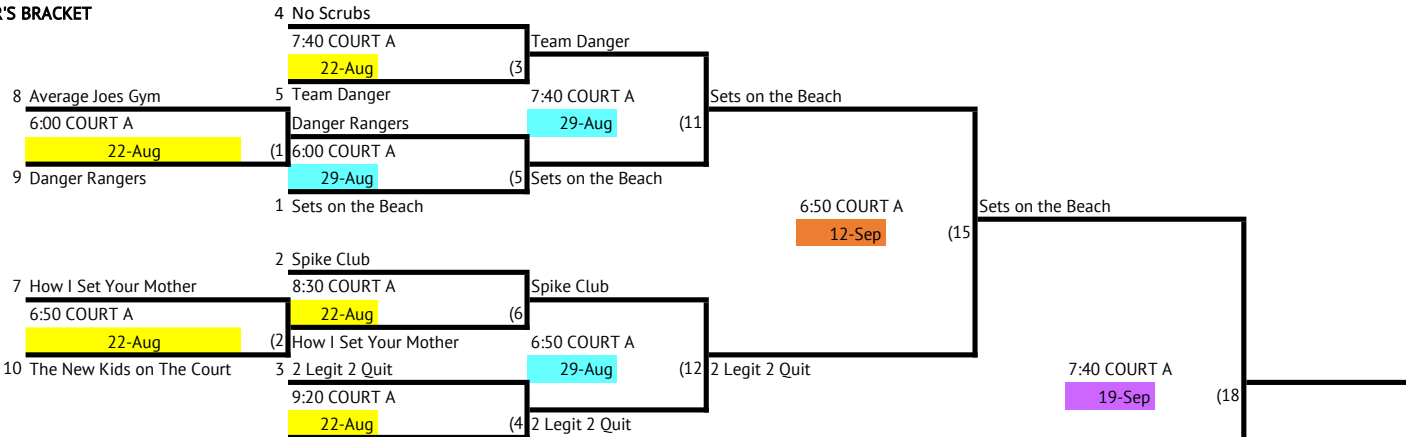 R'S BRACKET
4 No Scrubs
7:40 COURT A
Team Danger
22-Aug (3
8 Average Joes Gym
5 Team Danger
7:40 COURT A
Sets on the Beach
6:00 COURT A
Danger Rangers
29-Aug (11
22-Aug (1
6:00 COURT A
9 Danger Rangers
29-Aug (5
Sets on the Beach
1 Sets on the Beach
6:50 COURT A
Sets on the Beach
12-Sep (15
2 Spike Club
7 How I Set Your Mother
8:30 COURT A
Spike Club
6:50 COURT A
22-Aug (6
22-Aug (2
How I Set Your Mother
6:50 COURT A
10 The New Kids on The Court
3 2 Legit 2 Quit
29-Aug (12
2 Legit 2 Quit
7:40 COURT A
9:20 COURT A
19-Sep (18
22-Aug (4
2 Legit 2 Quit